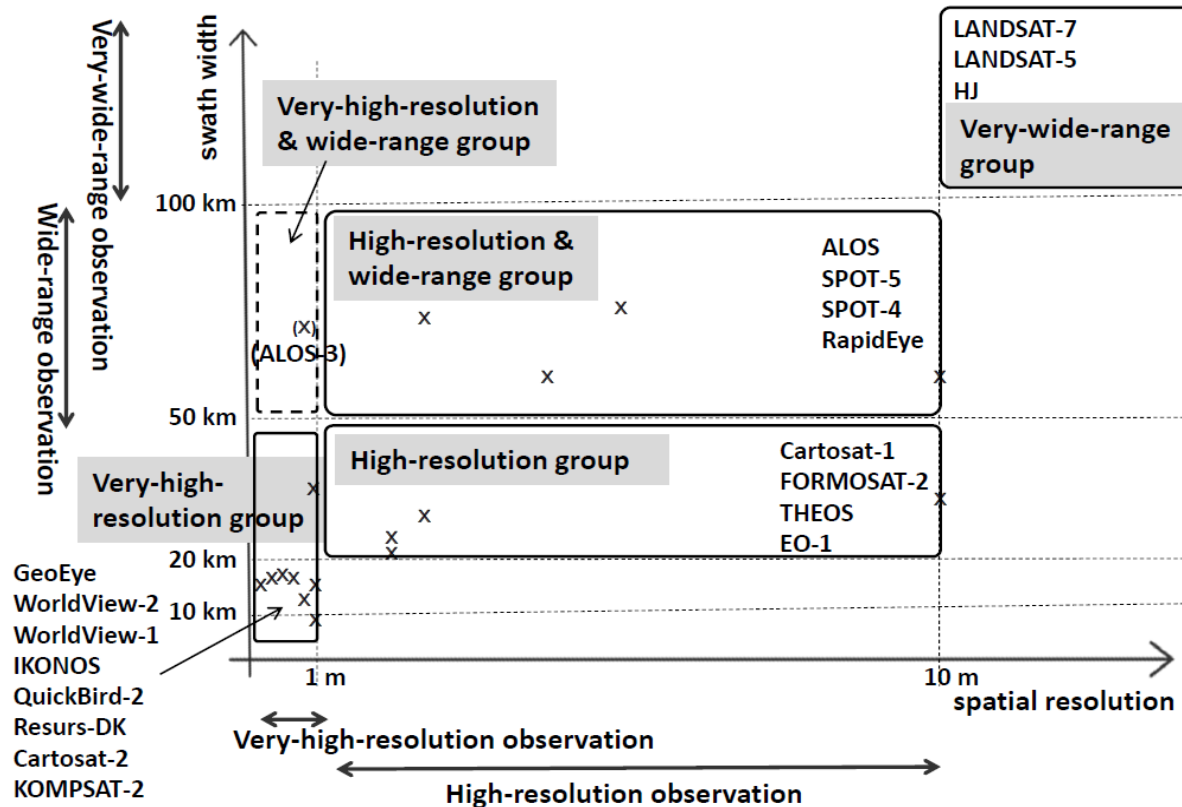 Very-wide-range observation
swath width
LANDSAT-7
LANDSAT-5
HJ
Very-wide-range
group
Very-high-resolution
& wide-range group
100 km
Wide-range observation
High-resolution &
wide-range group
ALOS
SPOT-5
SPOT-4
RapidEye
(x)
(ALOS-3)
x
x
x
x
50 km
High-resolution group
Cartosat-1
FORMOSAT-2
THEOS
EO-1
Very-high-
resolution group
x
x
x
x
x
20 km
x x x x x
x
x
10 km
GeoEye
WorldView-2
WorldView-1
IKONOS
QuickBird-2
Resurs-DK
Cartosat-2
KOMPSAT-2
1 m
10 m
spatial resolution
Very-high-resolution observation
High-resolution observation